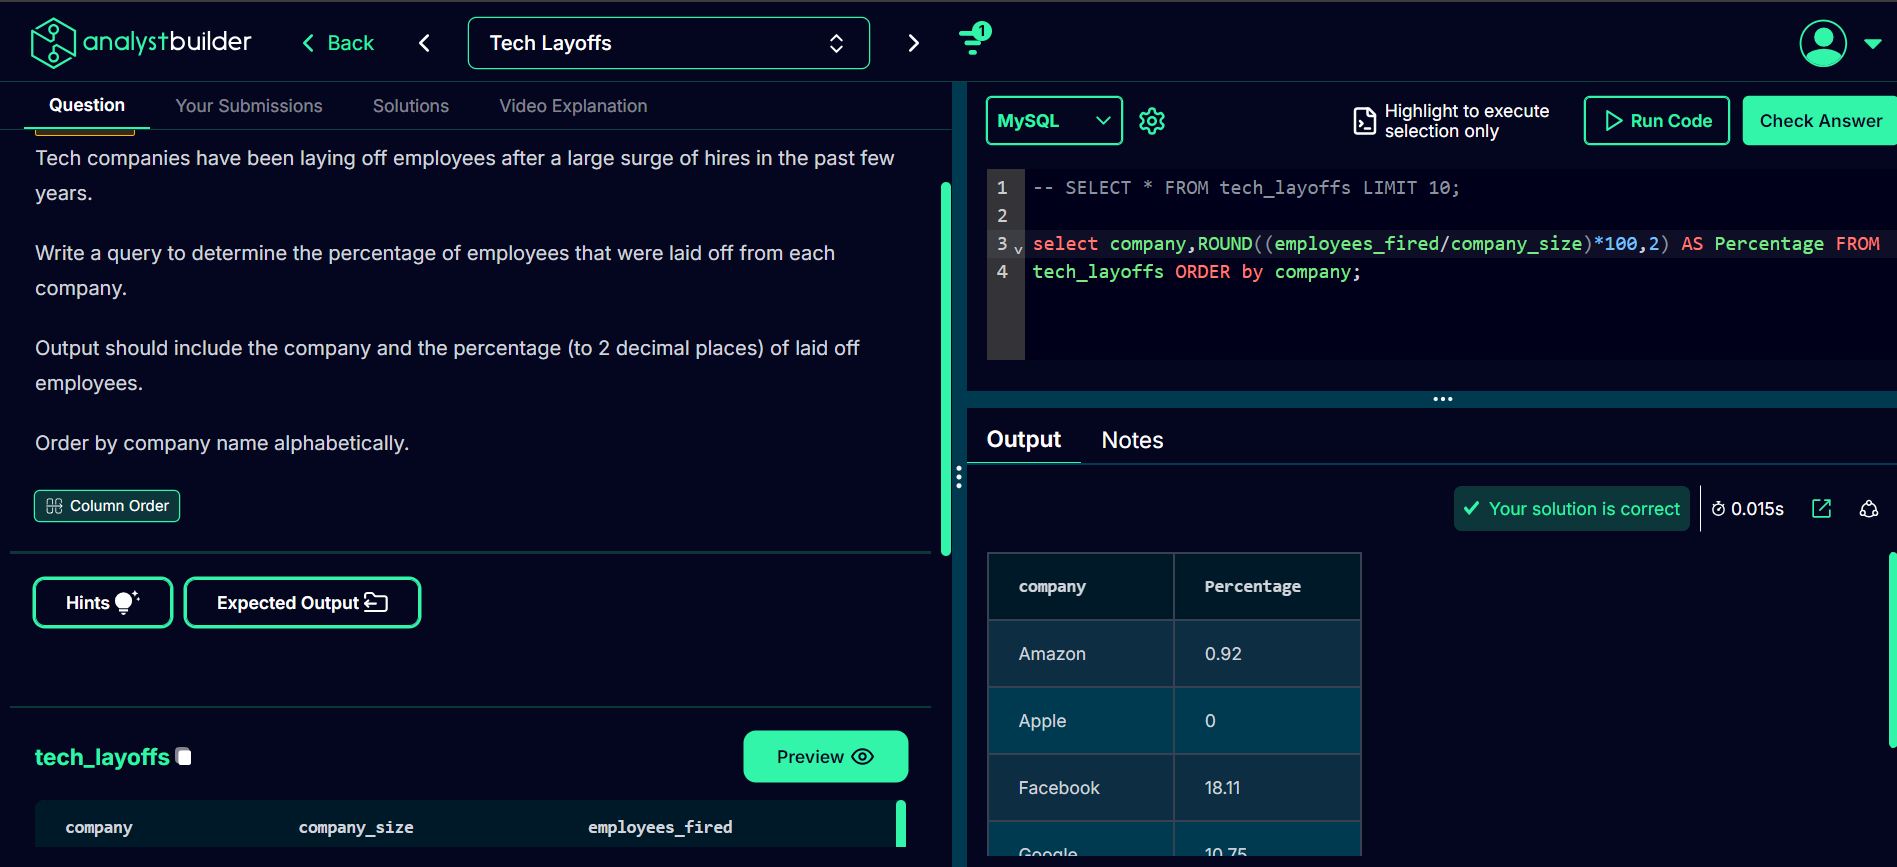 analystbuilder
Back
Tech Layoffs
1
Question
Your Submissions
Solutions
Video Explanation
Tech companies have been laying off employees after a large surge of hires in the past few
years.
Write a query to determine the percentage of employees that were laid off from each
company.
Output should include the company and the percentage (to 2 decimal places) of laid off
employees.
Order by company name alphabetically.
Column Order
Hints
Expected Output
tech_layoffs
Preview
company company_size employees_fired
MySQL
Highlight to execute
selection only
Run Code
Check Answer
1 -- SELECT * FROM tech_layoffs LIMIT 10;
2
3 select company,ROUND((employees_fired/company_size)*100,2) AS Percentage FROM
4 tech_layoffs ORDER by company;
Output
Notes
Your solution is correct
0.015s
company Percentage
Amazon 0.92
Apple 0
Facebook 18.11
Google 10.75